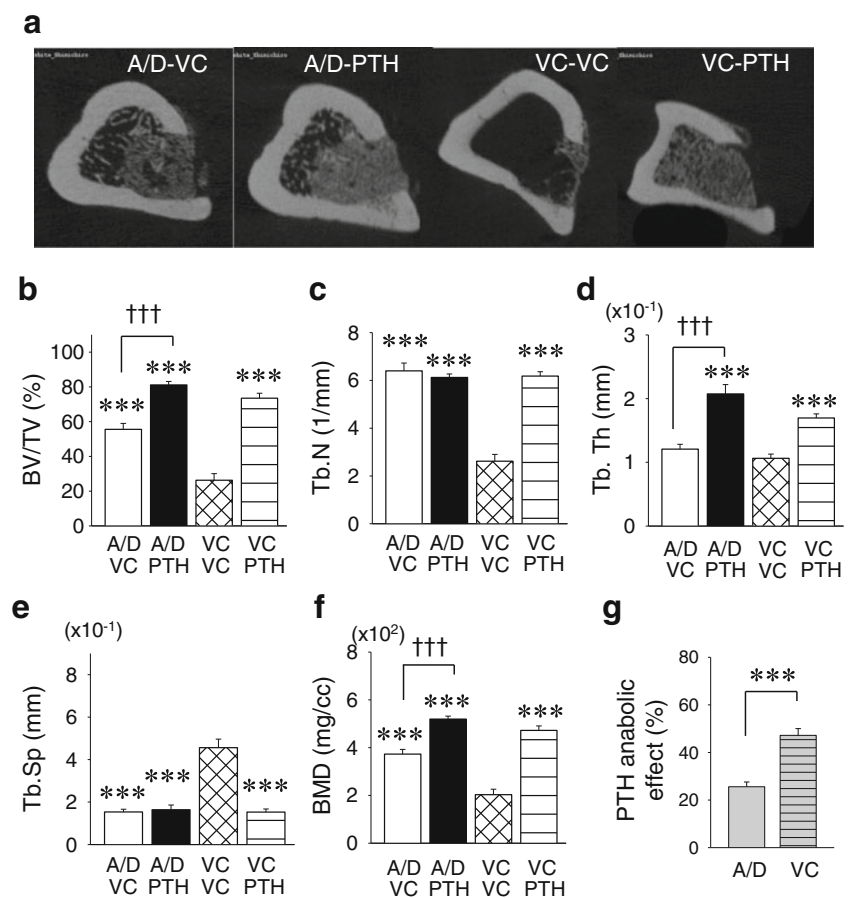 a
A/D-VC
A/D-PTH
VC-VC
VC-PTH
b
†††
BV/TV (%)
100
80
60
40
20
0
***
***
***
A/D A/D VC VC
VC PTH VC PTH
c
Tb.N (1/mm)
8
6
4
2
0
***
***
***
A/D A/D VC VC
VC PTH VC PTH
d
(x10⁻¹)
†††
Tb. Th (mm)
3
2
1
0
***
***
A/D A/D VC VC
VC PTH VC PTH
e
(x10⁻¹)
Tb.Sp (mm)
8
6
4
2
0
***
***
***
A/D A/D VC VC
VC PTH VC PTH
f
(x10²)
†††
BMD (mg/cc)
8
6
4
2
0
***
***
***
A/D A/D VC VC
VC PTH VC PTH
g
PTH anabolic
effect (%)
80
60
40
20
0
***
A/D VC